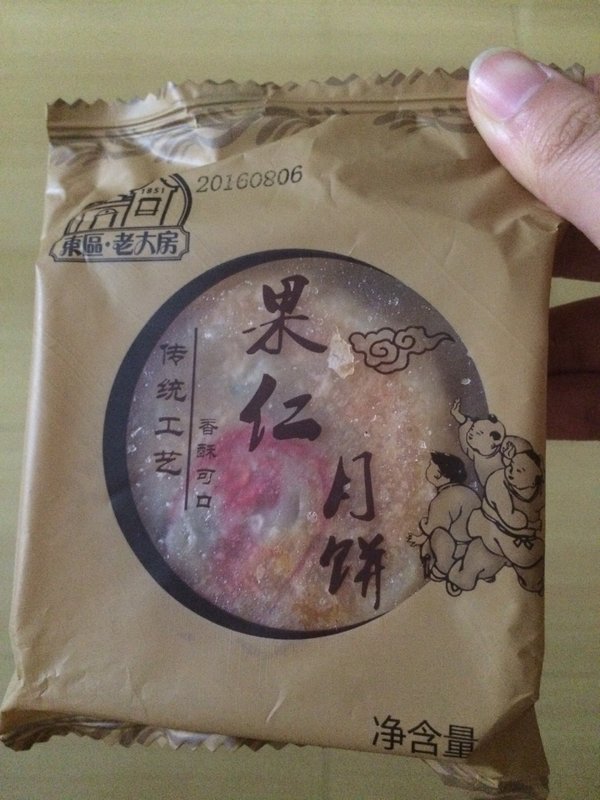 20160806
1851
東區·老大房
果仁
月饼
传统工艺
香酥可口
净含量